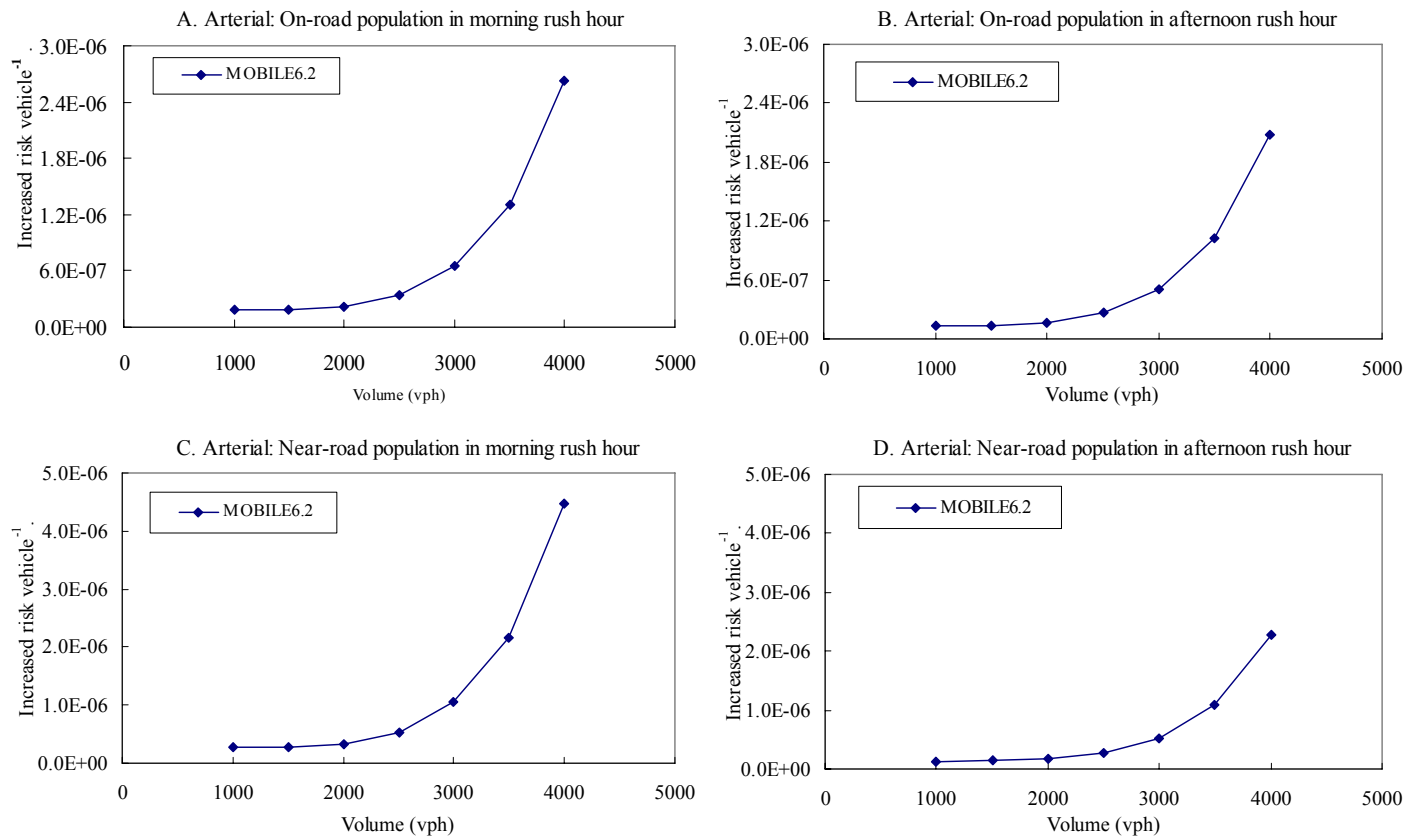 A. Arterial: On-road population in morning rush hour
Increased risk vehicle-1 .
3.0E-06
2.4E-06
1.8E-06
1.2E-06
6.0E-07
0.0E+00
MOBILE6.2
0 1000 2000 3000 4000 5000
Volume (vph)
B. Arterial: On-road population in afternoon rush hour
Increased risk vehicle-1
3.0E-06
2.4E-06
1.8E-06
1.2E-06
6.0E-07
0.0E+00
MOBILE6.2
0 1000 2000 3000 4000 5000
Volume (vph)
C. Arterial: Near-road population in morning rush hour
Increased risk vehicle-1 .
5.0E-06
4.0E-06
3.0E-06
2.0E-06
1.0E-06
0.0E+00
MOBILE6.2
0 1000 2000 3000 4000 5000
Volume (vph)
D. Arterial: Near-road population in afternoon rush hour
Increased risk vehicle-1 .
5.0E-06
4.0E-06
3.0E-06
2.0E-06
1.0E-06
0.0E+00
MOBILE6.2
0 1000 2000 3000 4000 5000
Volume (vph)